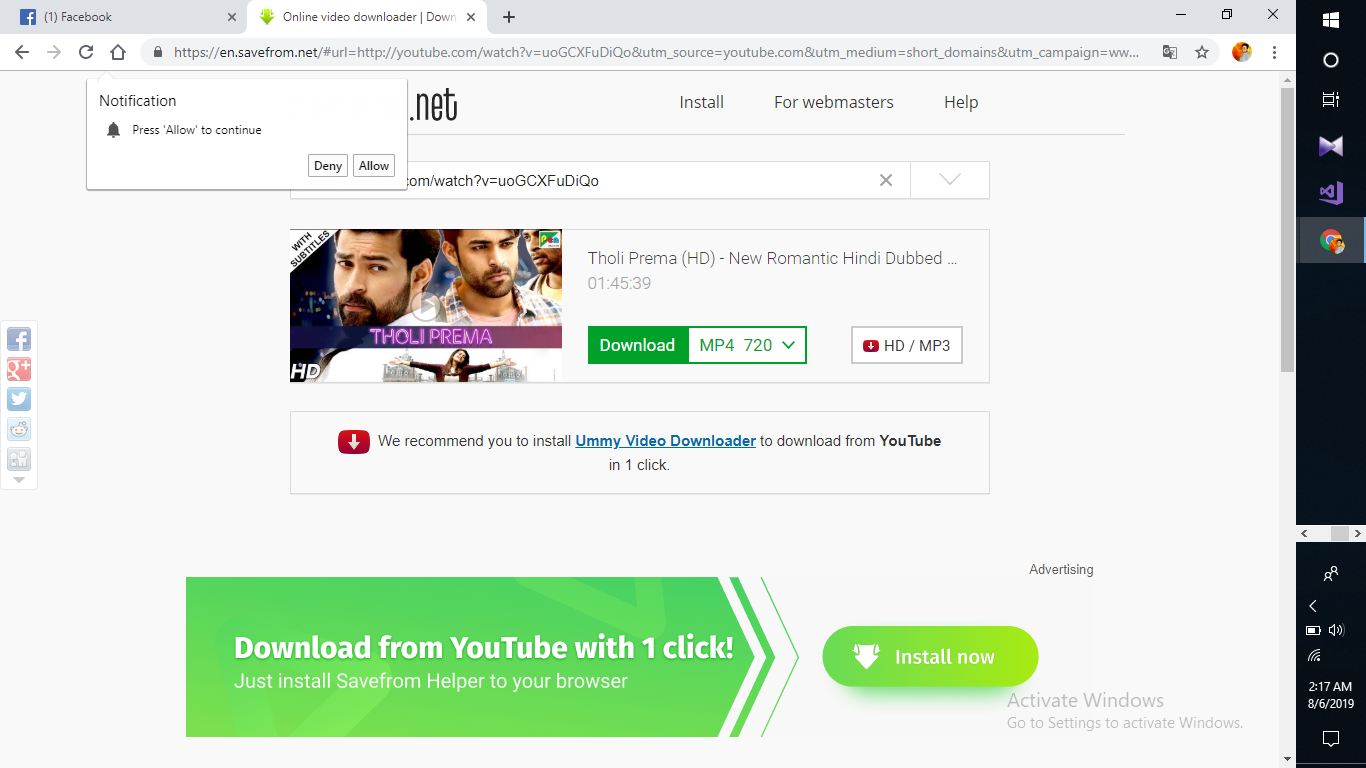 (1) Facebook
Online video downloader | Down
https://en.savefrom.net/#url=http://youtube.com/watch?v=uoGCXFuDiQo&utm_source=youtube.com&utm_medium=short_domains&utm_campaign=ww...
Notification
Press 'Allow' to continue
Deny Allow
.net
Install For webmasters Help
com/watch?v=uoGCXFuDiQo
WITH
SUBTITLES
THOLI PREMA
HD
Tholi Prema (HD) - New Romantic Hindi Dubbed ...
01:45:39
Download MP4 720 HD / MP3
We recommend you to install Ummy Video Downloader to download from YouTube
in 1 click.
Advertising
Download from YouTube with 1 click!
Just install Savefrom Helper to your browser
Install now
Activate Windows
Go to Settings to activate Windows.
2:17 AM
8/6/2019